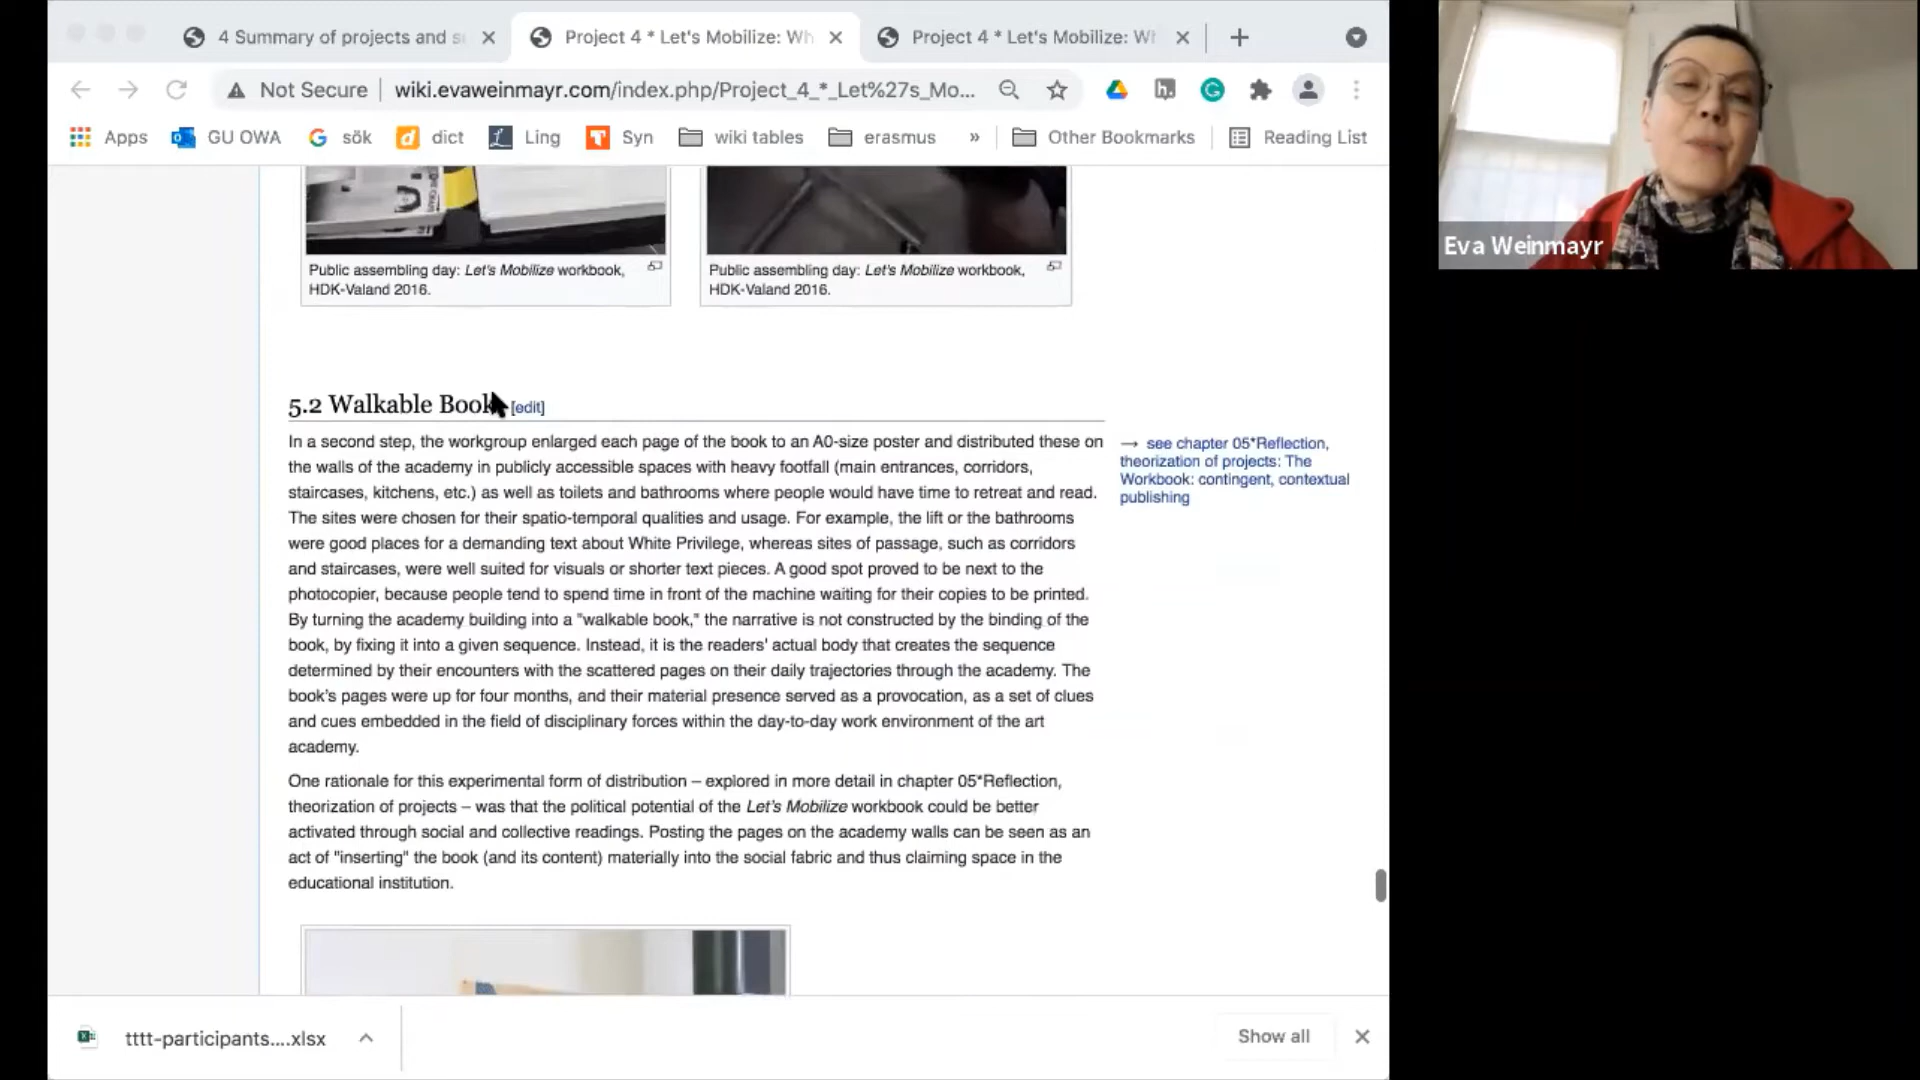 4 Summary of projects and s
Project 4 * Let's Mobilize: Wh
Project 4 * Let's Mobilize: Wh
Not Secure
wiki.evaweinmayr.com/index.php/Project_4_*_Let%27s_Mo...
Apps
GU OWA
sök
dict
Ling
Syn
wiki tables
erasmus
»
Other Bookmarks
Reading List
Eva Weinmayr
Public assembling day: Let's Mobilize workbook,
HDK-Valand 2016.
Public assembling day: Let's Mobilize workbook,
HDK-Valand 2016.
5.2 Walkable Book [edit]
In a second step, the workgroup enlarged each page of the book to an A0-size poster and distributed these on
the walls of the academy in publicly accessible spaces with heavy footfall (main entrances, corridors,
staircases, kitchens, etc.) as well as toilets and bathrooms where people would have time to retreat and read.
The sites were chosen for their spatio-temporal qualities and usage. For example, the lift or the bathrooms
were good places for a demanding text about White Privilege, whereas sites of passage, such as corridors
and staircases, were well suited for visuals or shorter text pieces. A good spot proved to be next to the
photocopier, because people tend to spend time in front of the machine waiting for their copies to be printed.
By turning the academy building into a "walkable book," the narrative is not constructed by the binding of the
book, by fixing it into a given sequence. Instead, it is the readers' actual body that creates the sequence
determined by their encounters with the scattered pages on their daily trajectories through the academy. The
book's pages were up for four months, and their material presence served as a provocation, as a set of clues
and cues embedded in the field of disciplinary forces within the day-to-day work environment of the art
academy.
→ see chapter 05*Reflection,
theorization of projects: The
Workbook: contingent, contextual
publishing
One rationale for this experimental form of distribution – explored in more detail in chapter 05*Reflection,
theorization of projects – was that the political potential of the Let's Mobilize workbook could be better
activated through social and collective readings. Posting the pages on the academy walls can be seen as an
act of "inserting" the book (and its content) materially into the social fabric and thus claiming space in the
educational institution.
tttt-participants....xlsx
Show all